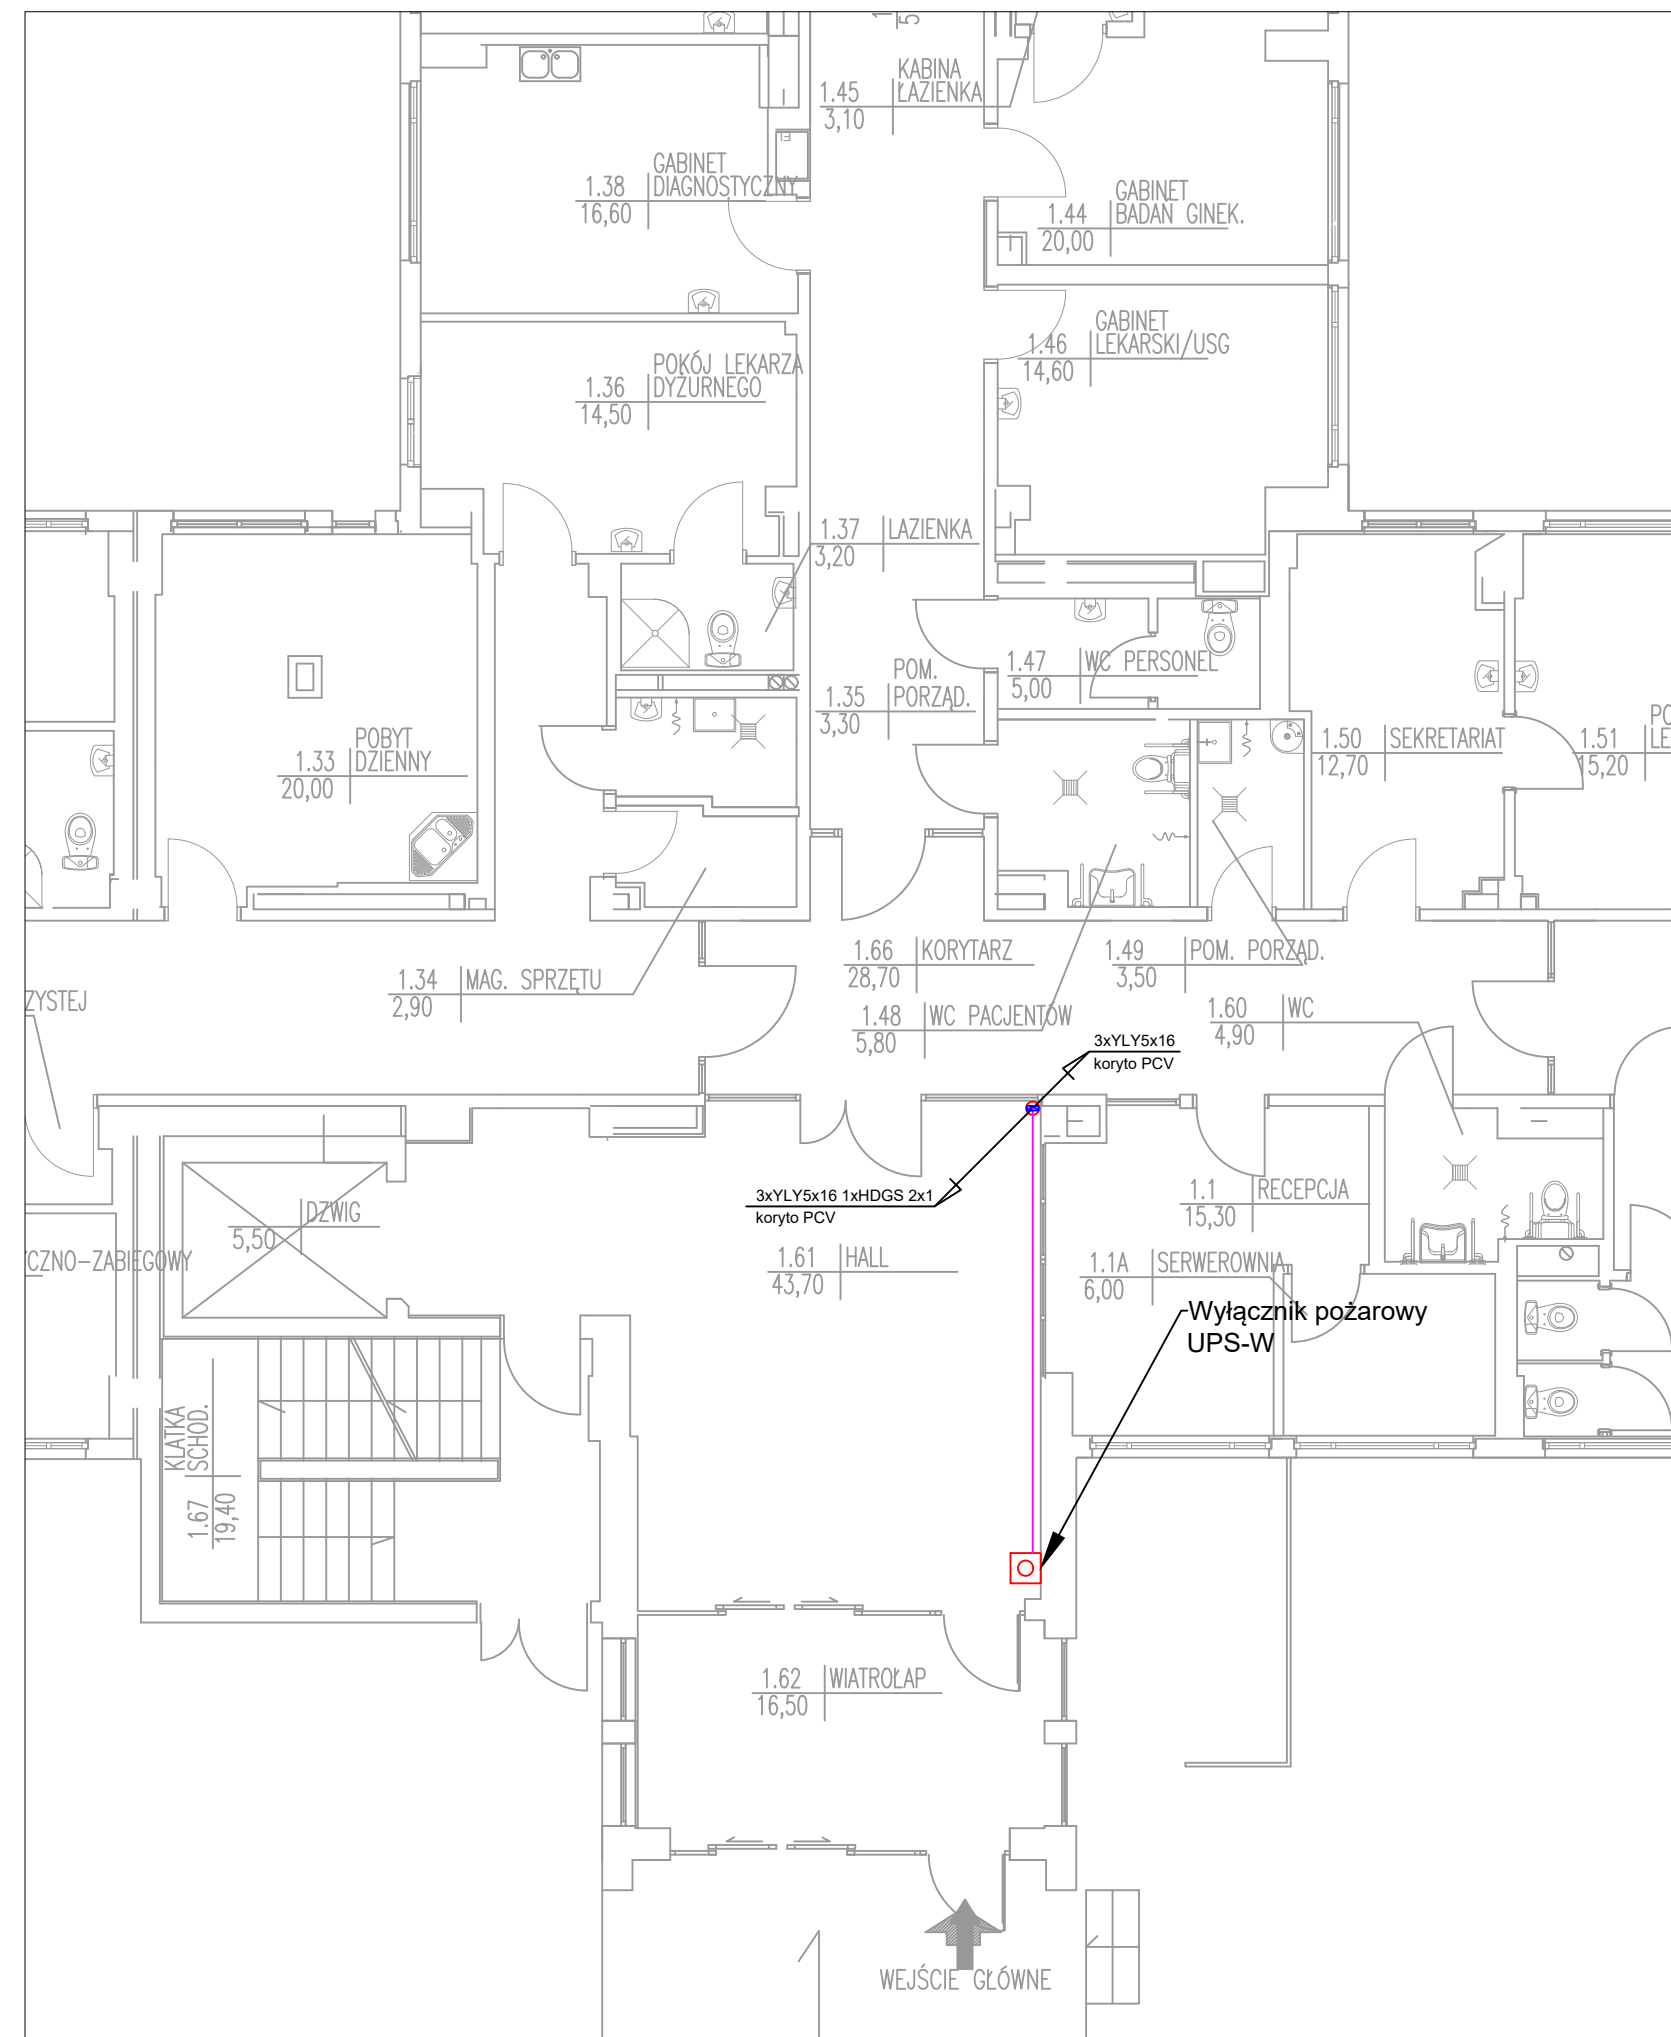 KABINA
1.45 ŁAZIENKA
3,10
GABINET
1.38 DIAGNOSTYCZNY
16,60
GABINET
1.44 BADAŃ GINEK.
20,00
GABINET
1.46 LEKARSKI/USG
14,60
POKÓJ LEKARZA
1.36 DYŻURNEGO
14,50
1.37 LAZIENKA
3,20
POM.
1.35 PORZĄD.
3,30
1.47 WC PERSONEL
5,00
POBYT
1.33 DZIENNY
20,00
1.50 SEKRETARIAT
12,70
PO
1.51 LE
15,20
1.66 KORYTARZ
28,70
1.49 POM. PORZĄD.
3,50
1.34 MAG. SPRZĘTU
2,90
ZYSTEJ
1.48 WC PACJENTÓW
5,80
1.60 WC
4,90
3xYLY5x16
koryto PCV
3xYLY5x16 1xHDGS 2x1
koryto PCV
DZWIG
5,50
1.1 RECEPCJA
15,30
CZNO-ZABIEGOWY
1.61 HALL
43,70
1.1A SERWEROWNIA
6,00
Wyłącznik pożarowy
UPS-W
KLATKA
SCHOD.
1.67
19,40
1.62 WIATROŁAP
16,50
WEJŚCIE GŁÓWNE